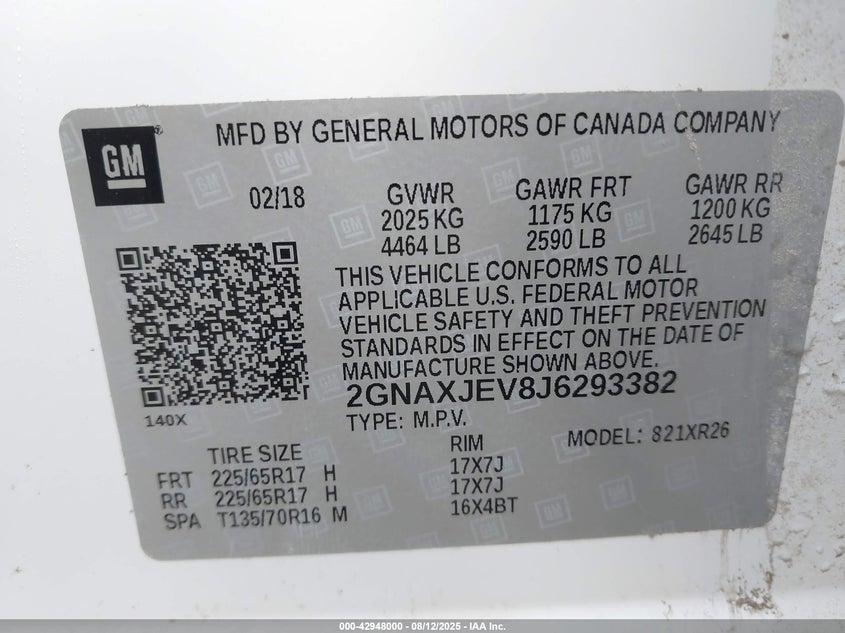 GM
MFD BY GENERAL MOTORS OF CANADA COMPANY
02/18
GVWR
2025 KG
4464 LB
GAWR FRT
1175 KG
2590 LB
GAWR RR
1200 KG
2645 LB
THIS VEHICLE CONFORMS TO ALL
APPLICABLE U.S. FEDERAL MOTOR
VEHICLE SAFETY AND THEFT PREVENTION
STANDARDS IN EFFECT ON THE DATE OF
MANUFACTURE SHOWN ABOVE.
2GNAXJEV8J6293382
140X
TYPE: M.P.V.
MODEL: 821XR26
TIRE SIZE RIM
FRT 225/65R17 H 17X7J
RR 225/65R17 H 17X7J
SPA T135/70R16 M 16X4BT
000-42948000 - 08/12/2025 - IAA Inc.